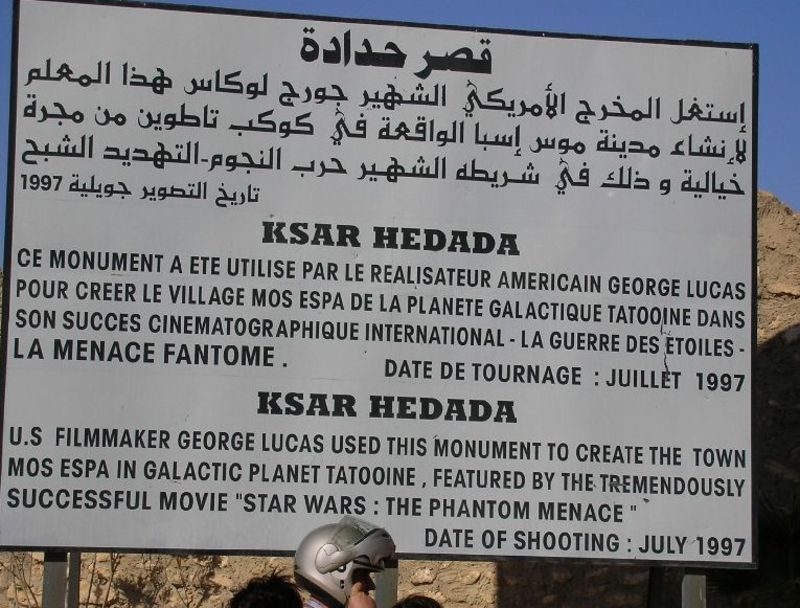 قصر حدادة
إستغل المخرج الأمريكي الشهير جورج لوكاس هذا المعلم
لإنشاء مدينة موس إسبا الواقعة في كوكب تاطوين من مجرة
خيالية و ذلك في شريطه الشهير حرب النجوم-التهديد الشبح
تاريخ التصوير جويلية 1997
KSAR HEDADA
CE MONUMENT A ETE UTILISE PAR LE REALISATEUR AMERICAIN GEORGE LUCAS
POUR CREER LE VILLAGE MOS ESPA DE LA PLANETE GALACTIQUE TATOOINE DANS
SON SUCCES CINEMATOGRAPHIQUE INTERNATIONAL - LA GUERRE DES ETOILES -
LA MENACE FANTOME .
DATE DE TOURNAGE : JUILLET 1997
KSAR HEDADA
U.S FILMMAKER GEORGE LUCAS USED THIS MONUMENT TO CREATE THE TOWN
MOS ESPA IN GALACTIC PLANET TATOOINE , FEATURED BY THE TREMENDOUSLY
SUCCESSFUL MOVIE "STAR WARS : THE PHANTOM MENACE "
DATE OF SHOOTING : JULY 1997